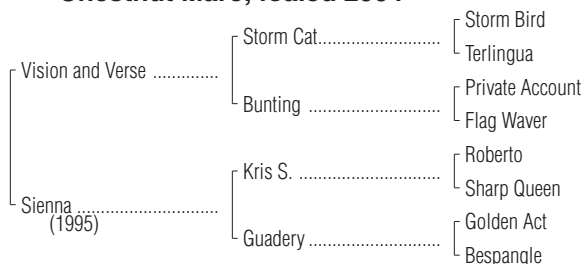 Chestnut Mare; foaled
Storm Bird
Storm Cat
Terlingua
Vision and Verse
Private Account
Bunting
Flag Waver
Roberto
Kris S.
Sharp Queen
Sienna
(1995)
Golden Act
Guadery
Bespangle